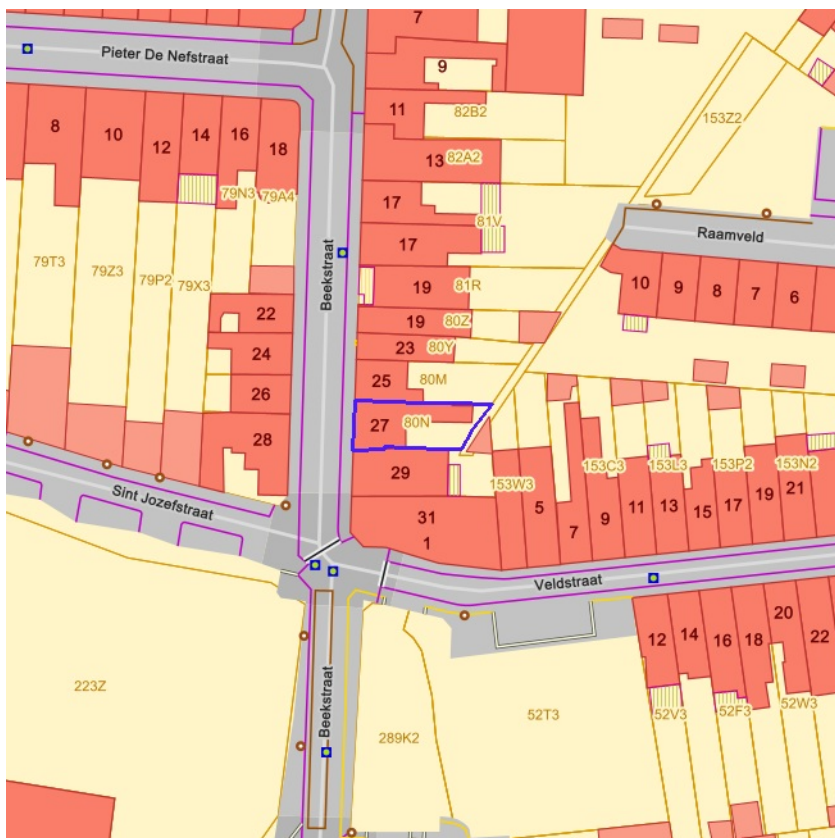 Pieter De Nefstraat
7
9
8
10
12
14
16
18
11
82B2
153Z2
13
82A2
79N3
79A4
17
81V
Raamveld
Beekstraat
17
79T3
79Z3
79P2
79X3
19
81R
10
9
8
7
6
22
19
80Z
24
23
80Y
25
80M
26
27
80N
28
29
153W3
153C3
153L3
153P2
153N2
Sint Jozefstraat
31
1
5
7
9
11
13
15
17
19
21
Veldstraat
12
14
16
18
20
22
223Z
Beekstraat
289K2
52T3
52V3
52F3
52W3